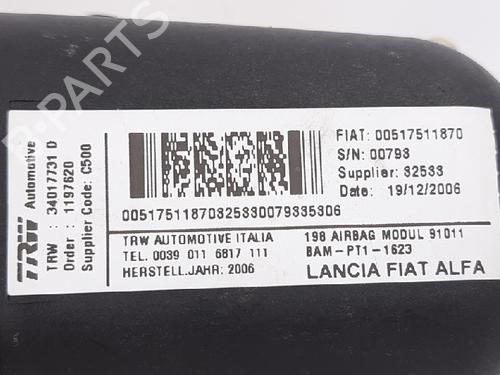 TRW Automotive
TRW : 34017731 D
Order : 1197620
Supplier Code: C500
FIAT: 00517511870
S/N: 00793
Supplier: 32533
Date: 19/12/2006
00517511870325330079335306
TRW AUTOMOTIVE ITALIA
TEL. 0039 011 6817 111
HERSTELL.JAHR: 2006
198 AIRBAG MODUL 91011
BAM-PT1-1623
LANCIA FIAT ALFA
B-PARTS